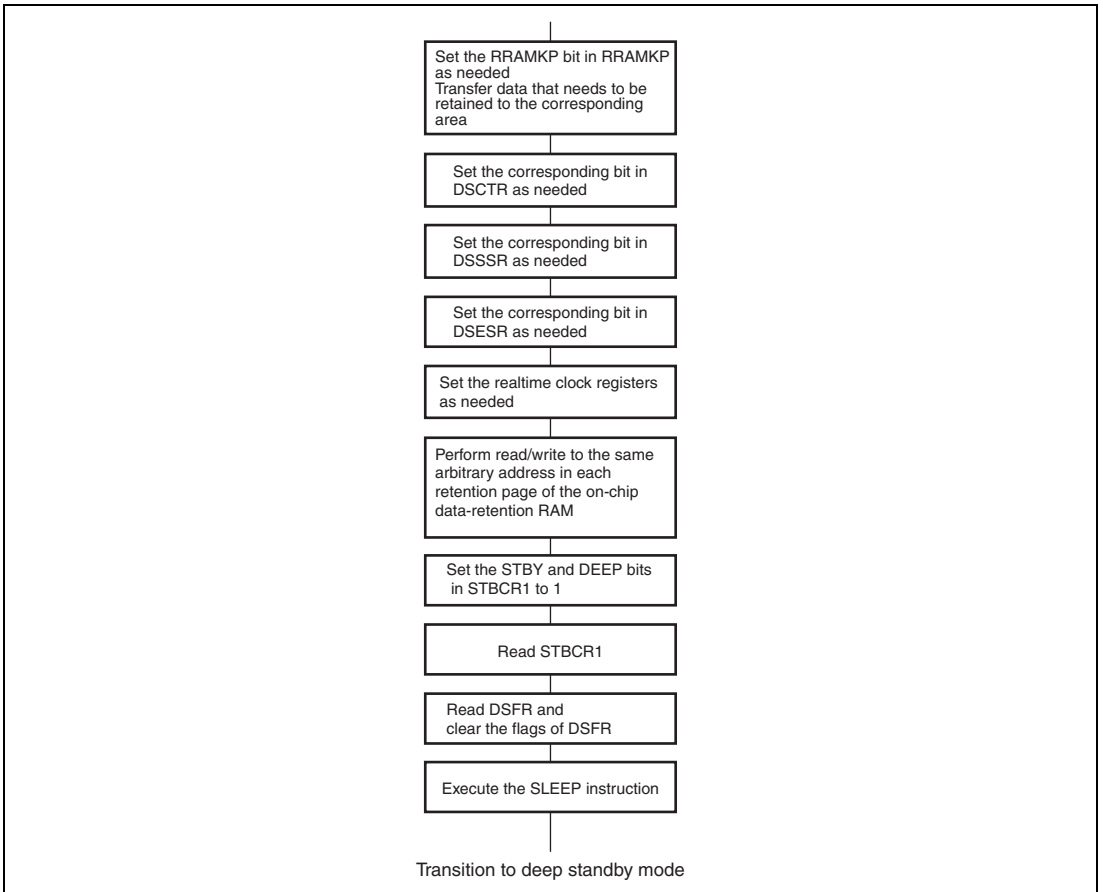 Set the RRAMKP bit in RRAMKP
as needed
Transfer data that needs to be
retained to the corresponding
area
Set the corresponding bit in
DSCTR as needed
Set the corresponding bit in
DSSSR as needed
Set the corresponding bit in
DSESR as needed
Set the realtime clock registers
as needed
Perform read/write to the same
arbitrary address in each
retention page of the on-chip
data-retention RAM
Set the STBY and DEEP bits
in STBCR1 to 1
Read STBCR1
Read DSFR and
clear the flags of DSFR
Execute the SLEEP instruction
Transition to deep standby mode